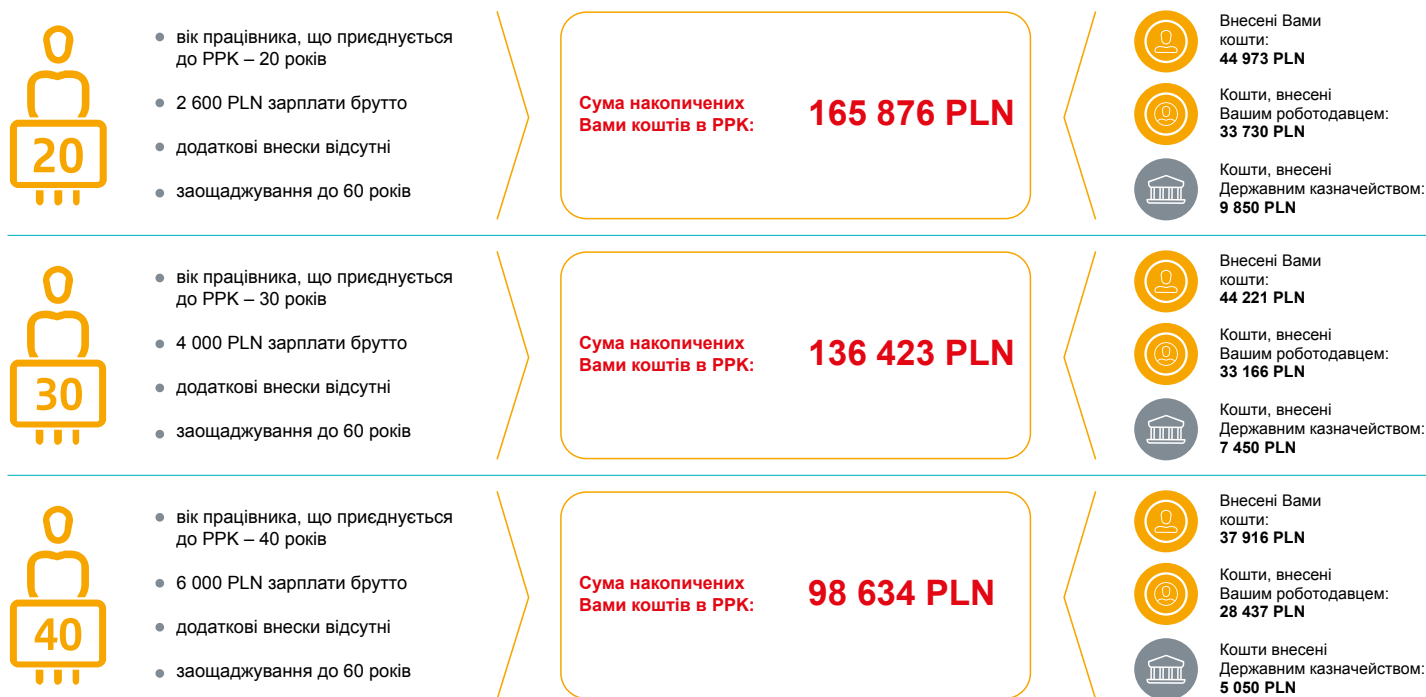 20
вік працівника, що приєднується
до PPK – 20 років
2 600 PLN зарплати брутто
додаткові внески відсутні
заощаджування до 60 років
Сума накопичених
Вами коштів в PPK:
165 876 PLN
Внесені Вами
кошти:
44 973 PLN
Кошти, внесені
Вашим роботодавцем:
33 730 PLN
Кошти, внесені
Державним казначейством:
9 850 PLN
30
вік працівника, що приєднується
до PPK – 30 років
4 000 PLN зарплати брутто
додаткові внески відсутні
заощаджування до 60 років
Сума накопичених
Вами коштів в PPK:
136 423 PLN
Внесені Вами
кошти:
44 221 PLN
Кошти, внесені
Вашим роботодавцем:
33 166 PLN
Кошти, внесені
Державним казначейством:
7 450 PLN
40
вік працівника, що приєднується
до PPK – 40 років
6 000 PLN зарплати брутто
додаткові внески відсутні
заощаджування до 60 років
Сума накопичених
Вами коштів в PPK:
98 634 PLN
Внесені Вами
кошти:
37 916 PLN
Кошти, внесені
Вашим роботодавцем:
28 437 PLN
Кошти внесені
Державним казначейством:
5 050 PLN